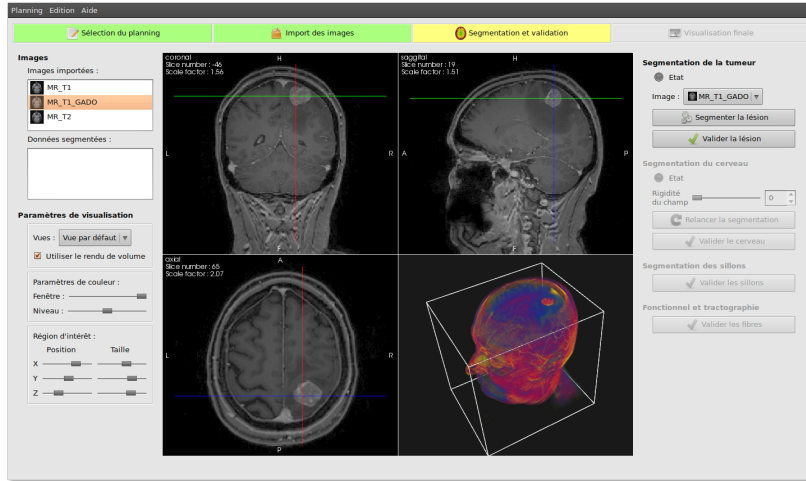 Planning Edition Aide
Sélection du planning
Import des images
Segmentation et validation
Visualisation finale
Images
Images importées :
MR_T1
MR_T1_GADO
MR_T2
Données segmentées :
Paramètres de visualisation
Vues : Vue par défaut
Utiliser le rendu de volume
Paramètres de couleur :
Fenêtre :
Niveau :
Région d'intérêt :
Position Taille
X
Y
Z
coronal
Slice number : -46
Scale factor : 1.56
H
L
R
F
saggital
Slice number : 19
Scale factor : 1.51
H
A
P
F
axial
Slice number : 65
Scale factor : 2.07
A
L
R
P
Segmentation de la tumeur
Etat
Image : MR_T1_GADO
Segmenter la lésion
Valider la lésion
Segmentation du cerveau
Etat
Rigidité
du champ
0
Relancer la segmentation
Valider le cerveau
Segmentation des sillons
Valider les sillons
Fonctionnel et tractographie
Valider les fibres